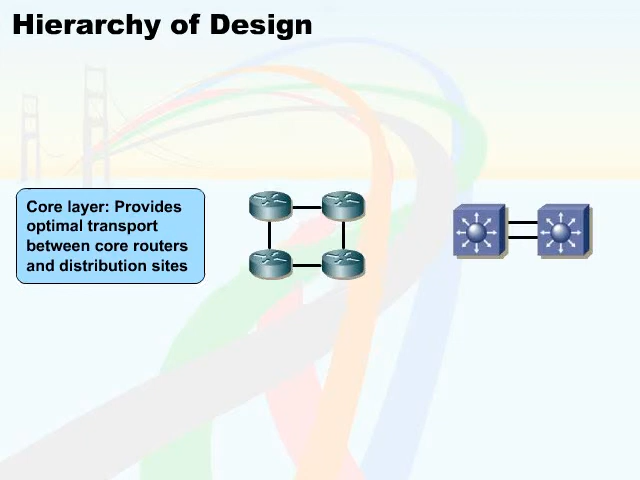 Hierarchy of Design
Core layer: Provides
optimal transport
between core routers
and distribution sites